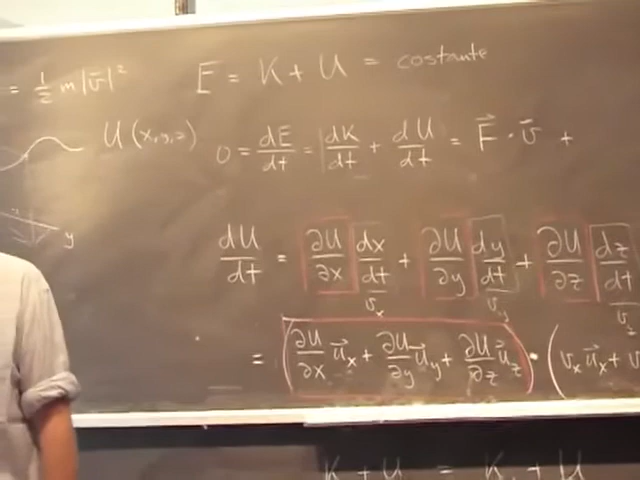 = ½ m|v⃗|²
E = K + U = costante
U(x,y,z)
0 = dE/dt = dK/dt + dU/dt = F⃗ · v⃗ +
y
dU/dt = ∂U/∂x dx/dt + ∂U/∂y dy/dt + ∂U/∂z dz/dt
vₓ v_y v_z
= (∂U/∂x u⃗ₓ + ∂U/∂y u⃗_y + ∂U/∂z u⃗_z) · (vₓ u⃗ₓ + v
K + U = K + U